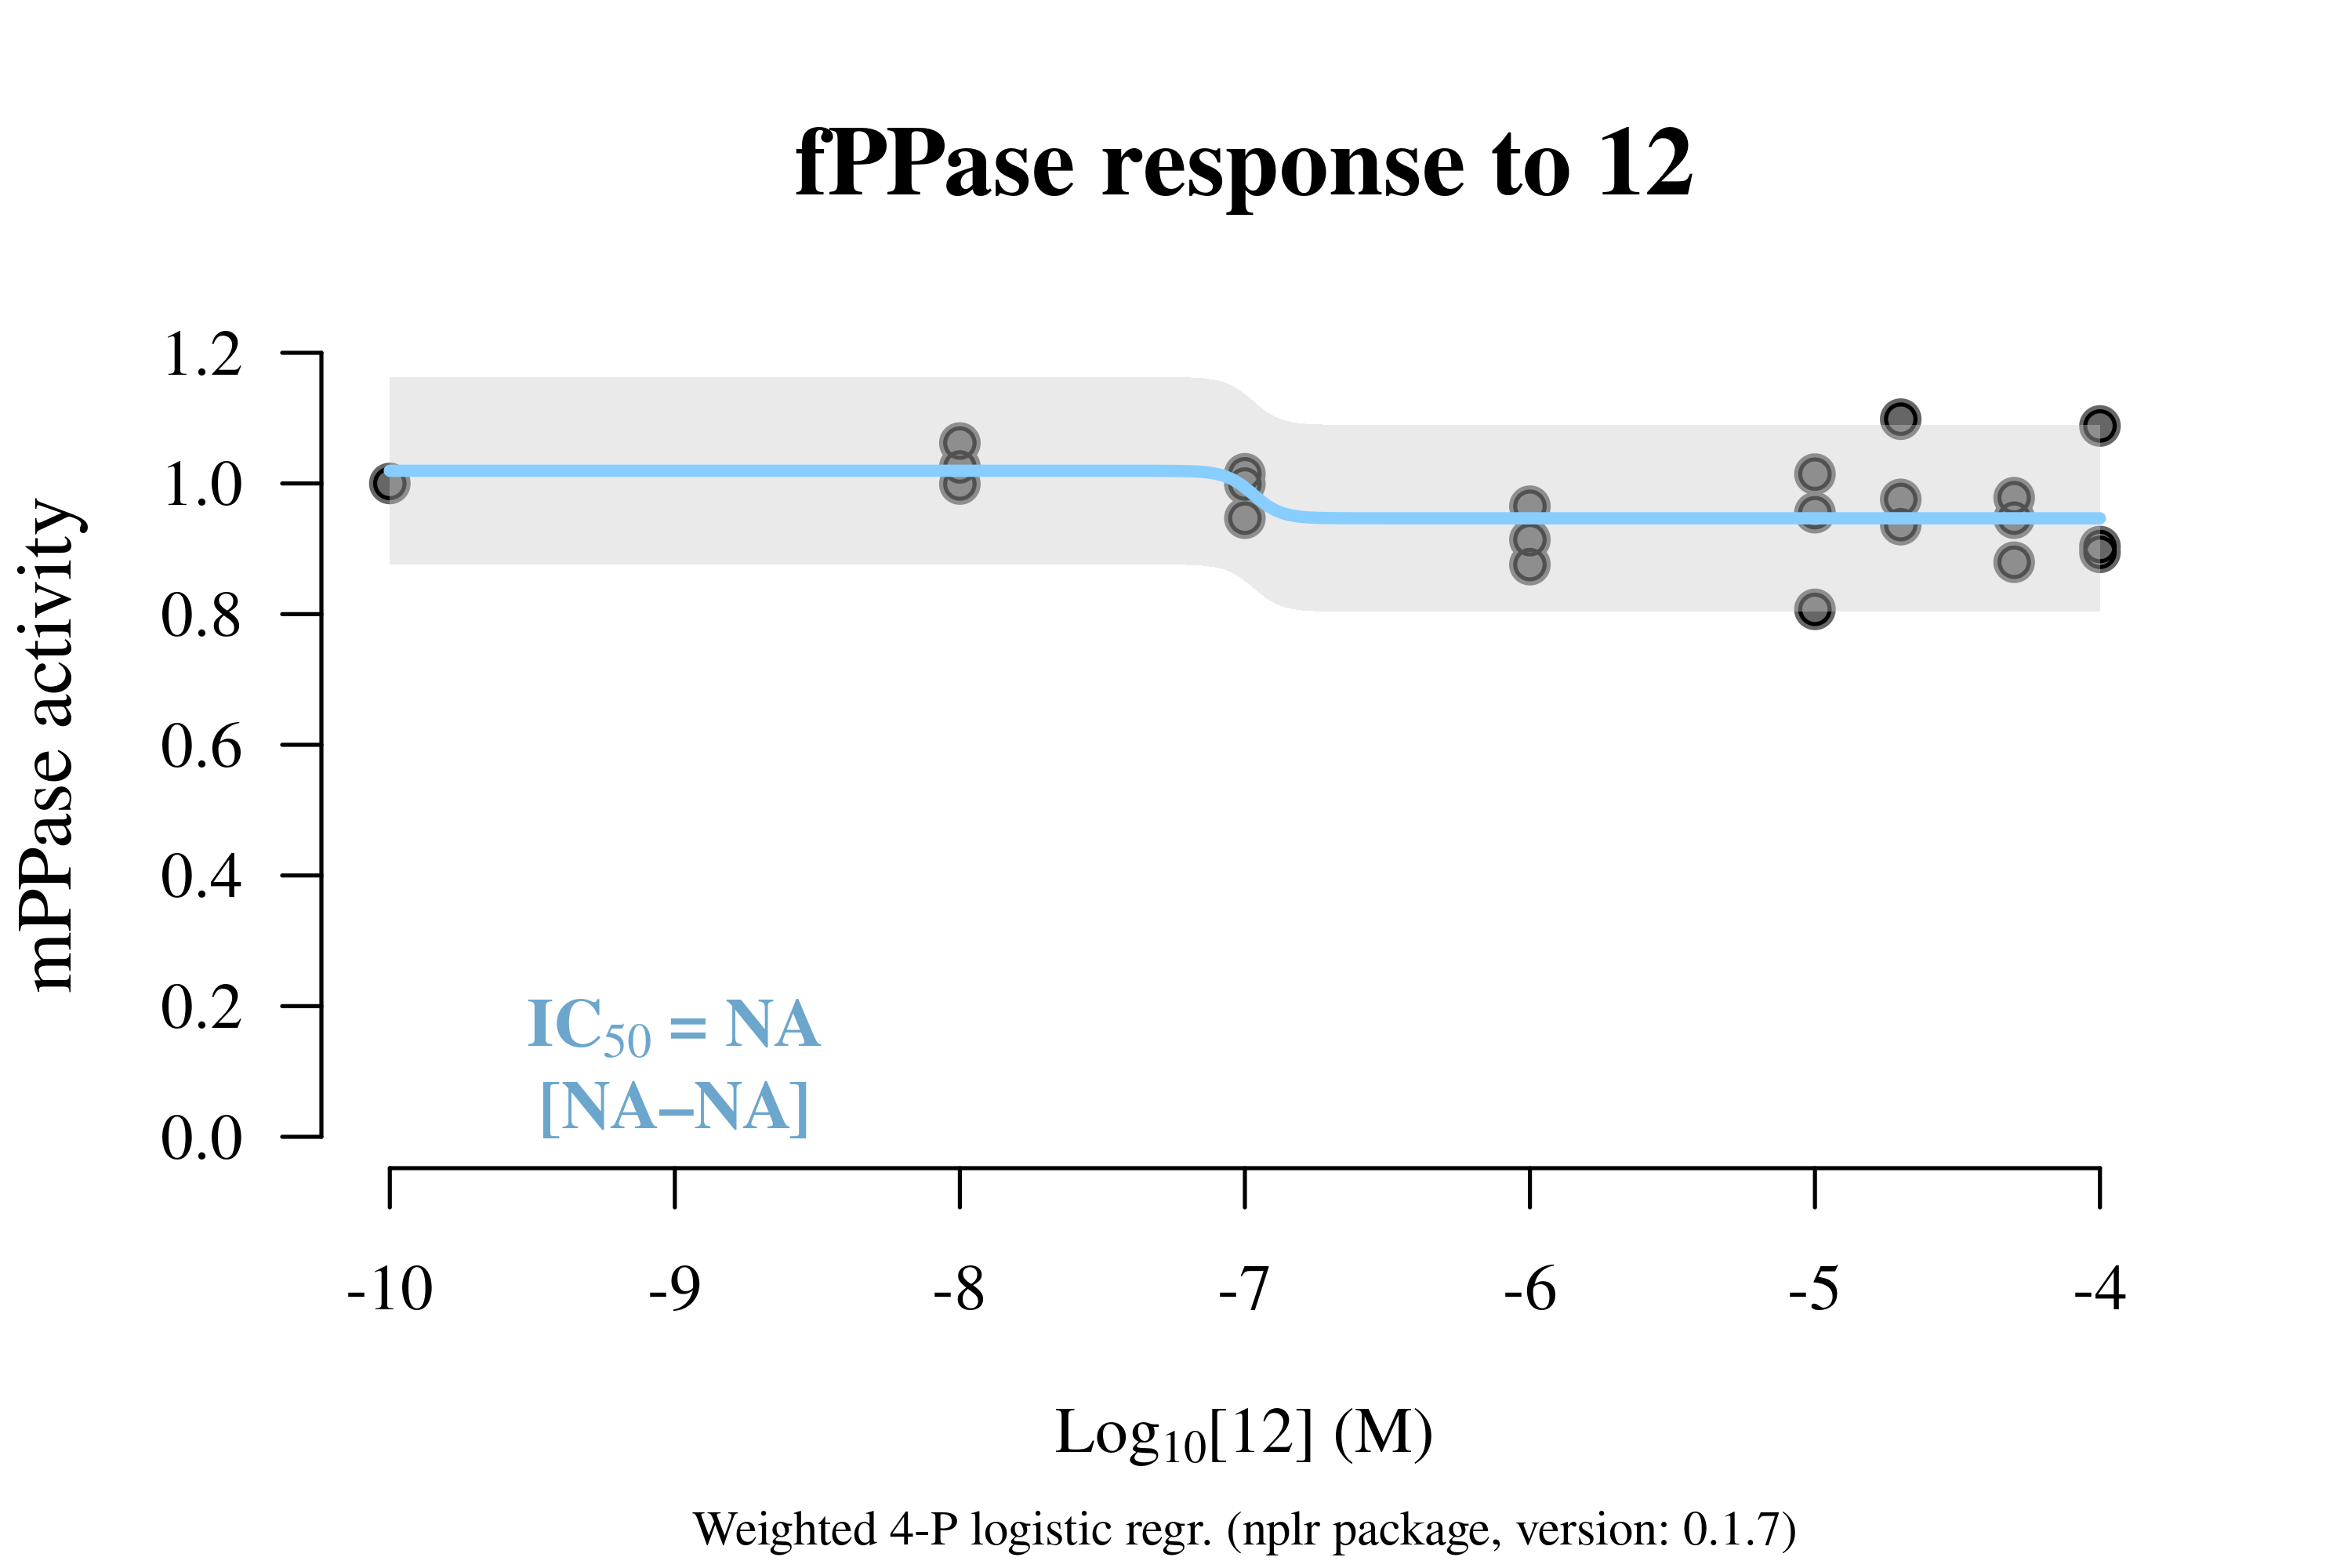 fPPase response to 12
mPPase activity
1.2
1.0
0.8
0.6
0.4
0.2
0.0
IC50 = NA
[NA–NA]
-10 -9 -8 -7 -6 -5 -4
Log10[12] (M)
Weighted 4-P logistic regr. (nplr package, version: 0.1.7)